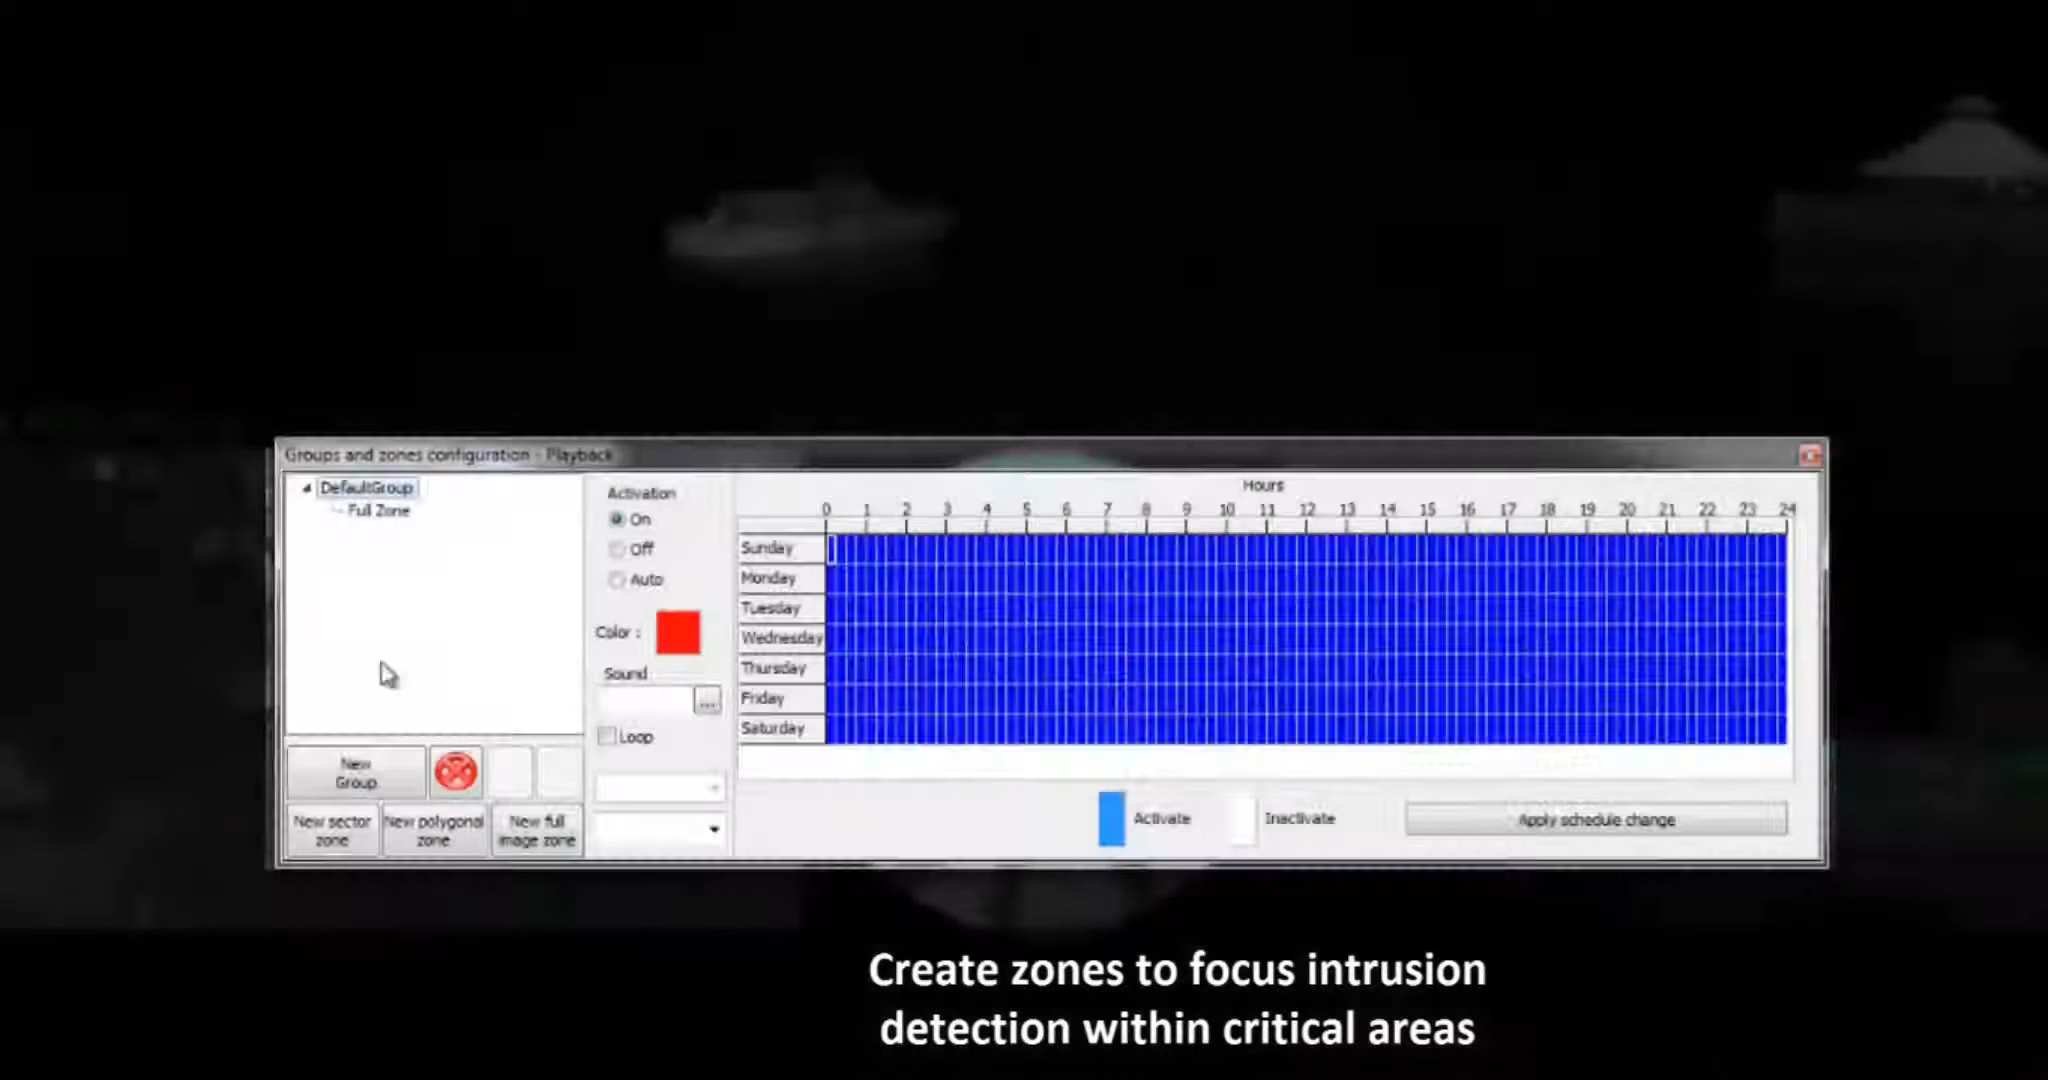 Groups and zones configuration - Playback
DefaultGroup
Full Zone
New
Group
New sector
zone
New polygonal
zone
New full
image zone
Activation
On
Off
Auto
Color :
Sound
...
Loop
Hours
0 1 2 3 4 5 6 7 8 9 10 11 12 13 14 15 16 17 18 19 20 21 22 23 24
Sunday
Monday
Tuesday
Wednesday
Thursday
Friday
Saturday
Activate
Inactivate
Apply schedule change
Create zones to focus intrusion
detection within critical areas